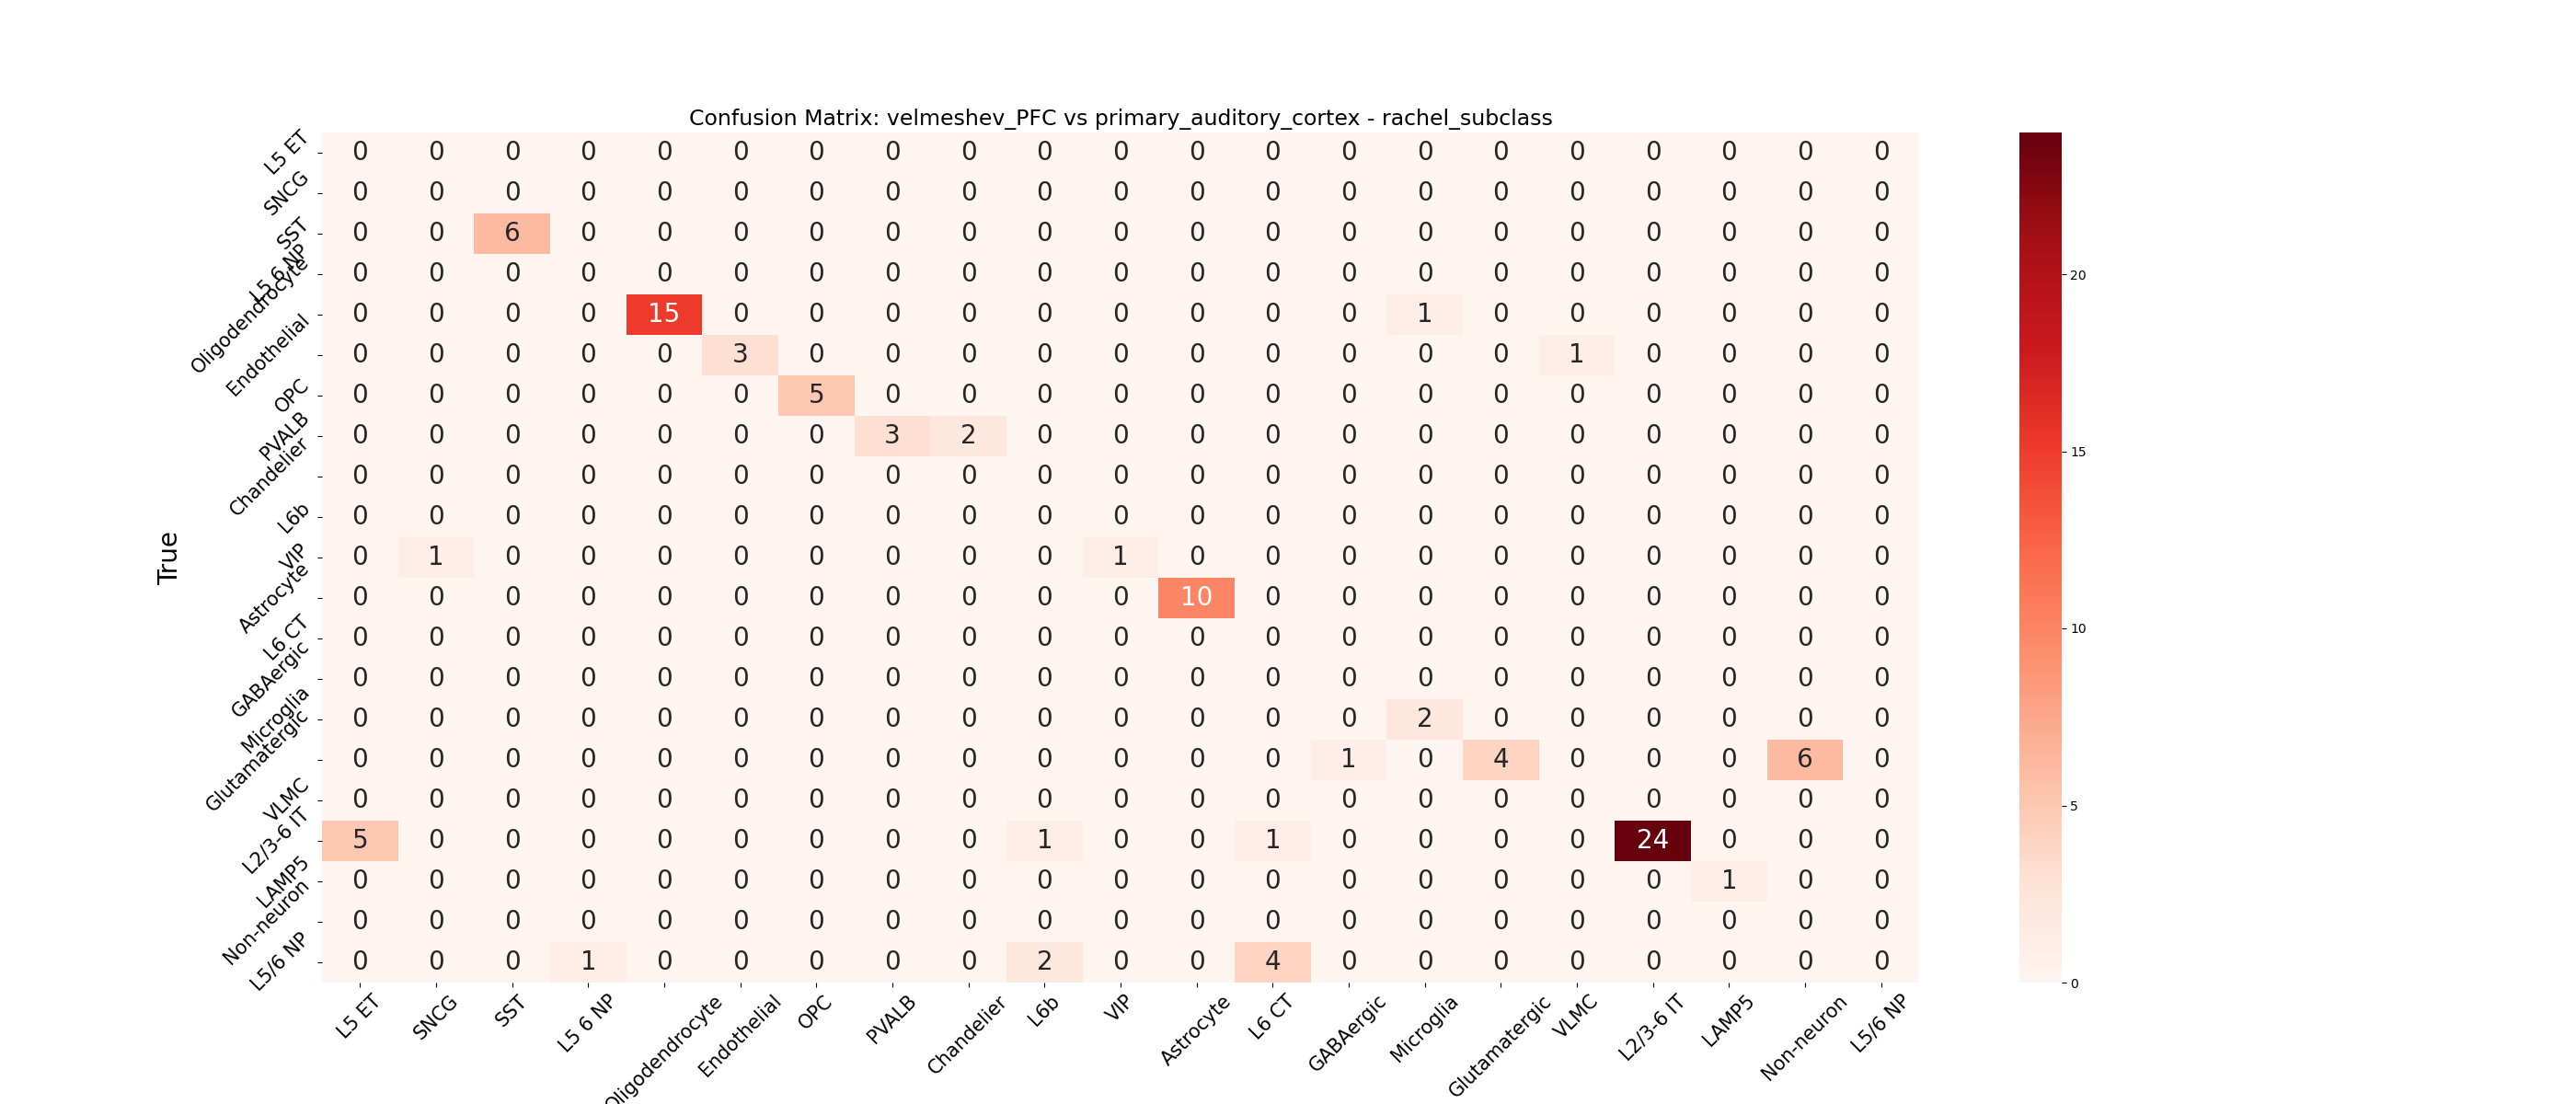 Confusion Matrix: velmeshev_PFC vs primary_auditory_cortex - rachel_subclass
True
L5 ET 0 0 0 0 0 0 0 0 0 0 0 0 0 0 0 0 0 0 0 0 0
SNCG 0 0 0 0 0 0 0 0 0 0 0 0 0 0 0 0 0 0 0 0 0
SST 0 0 6 0 0 0 0 0 0 0 0 0 0 0 0 0 0 0 0 0 0
L5 6 NP 0 0 0 0 0 0 0 0 0 0 0 0 0 0 0 0 0 0 0 0 0
Oligodendrocyte 0 0 0 0 15 0 0 0 0 0 0 0 0 0 1 0 0 0 0 0 0
Endothelial 0 0 0 0 0 3 0 0 0 0 0 0 0 0 0 0 1 0 0 0 0
OPC 0 0 0 0 0 0 5 0 0 0 0 0 0 0 0 0 0 0 0 0 0
PVALB 0 0 0 0 0 0 0 3 2 0 0 0 0 0 0 0 0 0 0 0 0
Chandelier 0 0 0 0 0 0 0 0 0 0 0 0 0 0 0 0 0 0 0 0 0
L6b 0 0 0 0 0 0 0 0 0 0 0 0 0 0 0 0 0 0 0 0 0
VIP 0 1 0 0 0 0 0 0 0 0 1 0 0 0 0 0 0 0 0 0 0
Astrocyte 0 0 0 0 0 0 0 0 0 0 0 10 0 0 0 0 0 0 0 0 0
L6 CT 0 0 0 0 0 0 0 0 0 0 0 0 0 0 0 0 0 0 0 0 0
GABAergic 0 0 0 0 0 0 0 0 0 0 0 0 0 0 0 0 0 0 0 0 0
Microglia 0 0 0 0 0 0 0 0 0 0 0 0 0 0 2 0 0 0 0 0 0
Glutamatergic 0 0 0 0 0 0 0 0 0 0 0 0 0 1 0 4 0 0 0 6 0
VLMC 0 0 0 0 0 0 0 0 0 0 0 0 0 0 0 0 0 0 0 0 0
L2/3-6 IT 5 0 0 0 0 0 0 0 0 1 0 0 1 0 0 0 0 24 0 0 0
LAMP5 0 0 0 0 0 0 0 0 0 0 0 0 0 0 0 0 0 0 1 0 0
Non-neuron 0 0 0 0 0 0 0 0 0 0 0 0 0 0 0 0 0 0 0 0 0
L5/6 NP 0 0 0 1 0 0 0 0 0 2 0 0 4 0 0 0 0 0 0 0 0
L5 ET SNCG SST L5 6 NP Oligodendrocyte Endothelial OPC PVALB Chandelier L6b VIP Astrocyte L6 CT GABAergic Microglia Glutamatergic VLMC L2/3-6 IT LAMP5 Non-neuron L5/6 NP
20
15
10
5
0